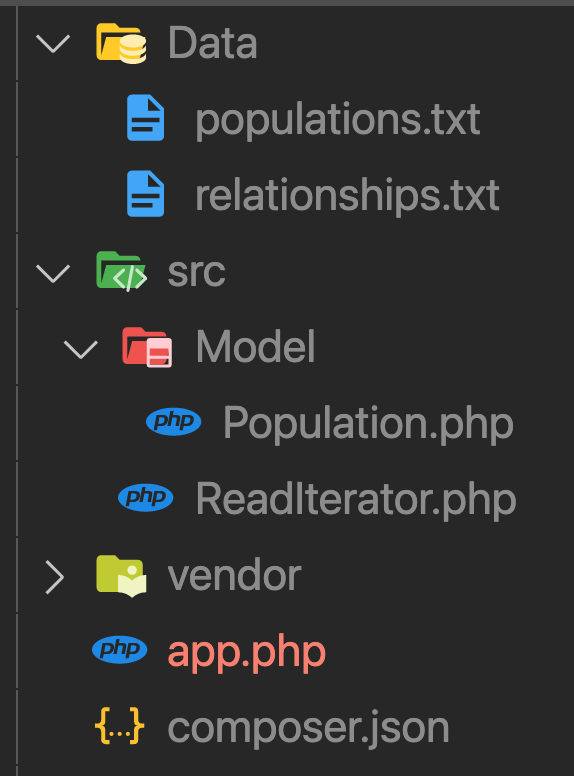 Data
populations.txt
relationships.txt
src
Model
php Population.php
php ReadIterator.php
vendor
php app.php
{...} composer.json